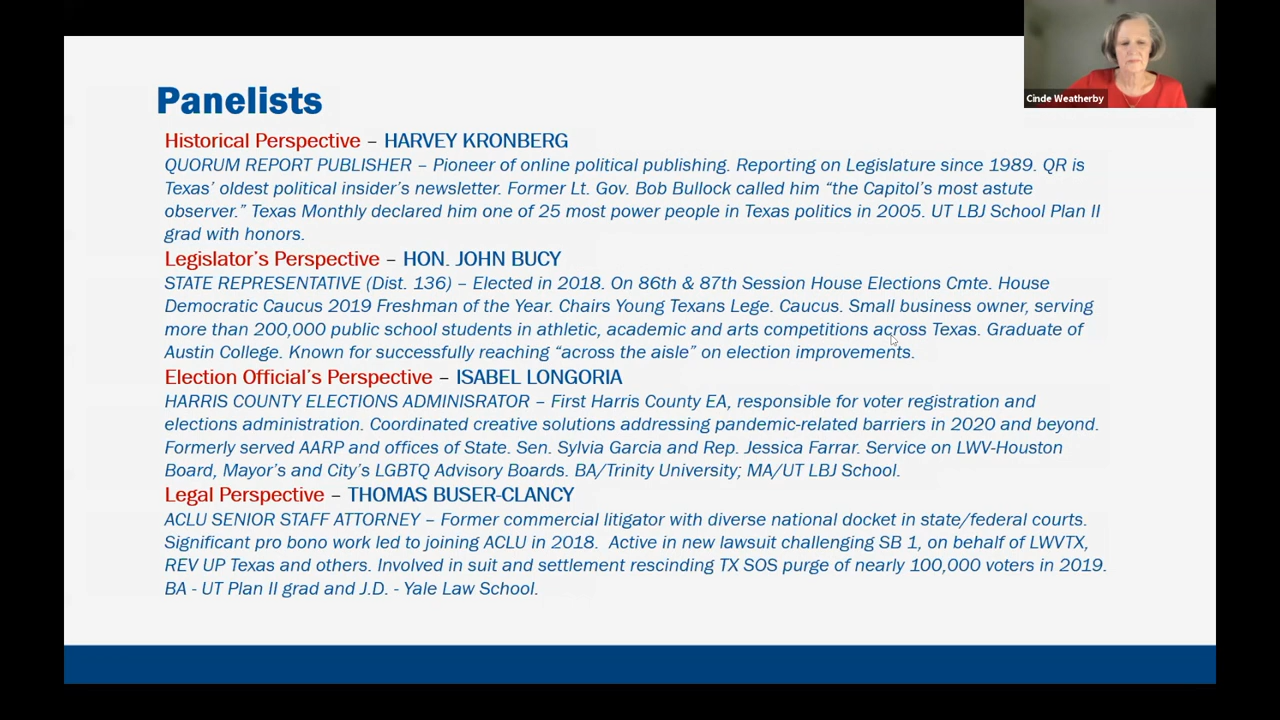 Cinde Weatherby
Panelists
Historical Perspective – HARVEY KRONBERG
QUORUM REPORT PUBLISHER – Pioneer of online political publishing. Reporting on Legislature since 1989. QR is
Texas’ oldest political insider’s newsletter. Former Lt. Gov. Bob Bullock called him “the Capitol’s most astute
observer.” Texas Monthly declared him one of 25 most power people in Texas politics in 2005. UT LBJ School Plan II
grad with honors.
Legislator’s Perspective – HON. JOHN BUCY
STATE REPRESENTATIVE (Dist. 136) – Elected in 2018. On 86th & 87th Session House Elections Cmte. House
Democratic Caucus 2019 Freshman of the Year. Chairs Young Texans Lege. Caucus. Small business owner, serving
more than 200,000 public school students in athletic, academic and arts competitions across Texas. Graduate of
Austin College. Known for successfully reaching “across the aisle” on election improvements.
Election Official’s Perspective – ISABEL LONGORIA
HARRIS COUNTY ELECTIONS ADMINISRATOR – First Harris County EA, responsible for voter registration and
elections administration. Coordinated creative solutions addressing pandemic-related barriers in 2020 and beyond.
Formerly served AARP and offices of State. Sen. Sylvia Garcia and Rep. Jessica Farrar. Service on LWV-Houston
Board, Mayor’s and City’s LGBTQ Advisory Boards. BA/Trinity University; MA/UT LBJ School.
Legal Perspective – THOMAS BUSER-CLANCY
ACLU SENIOR STAFF ATTORNEY – Former commercial litigator with diverse national docket in state/federal courts.
Significant pro bono work led to joining ACLU in 2018.  Active in new lawsuit challenging SB 1, on behalf of LWVTX,
REV UP Texas and others. Involved in suit and settlement rescinding TX SOS purge of nearly 100,000 voters in 2019.
BA - UT Plan II grad and J.D. - Yale Law School.